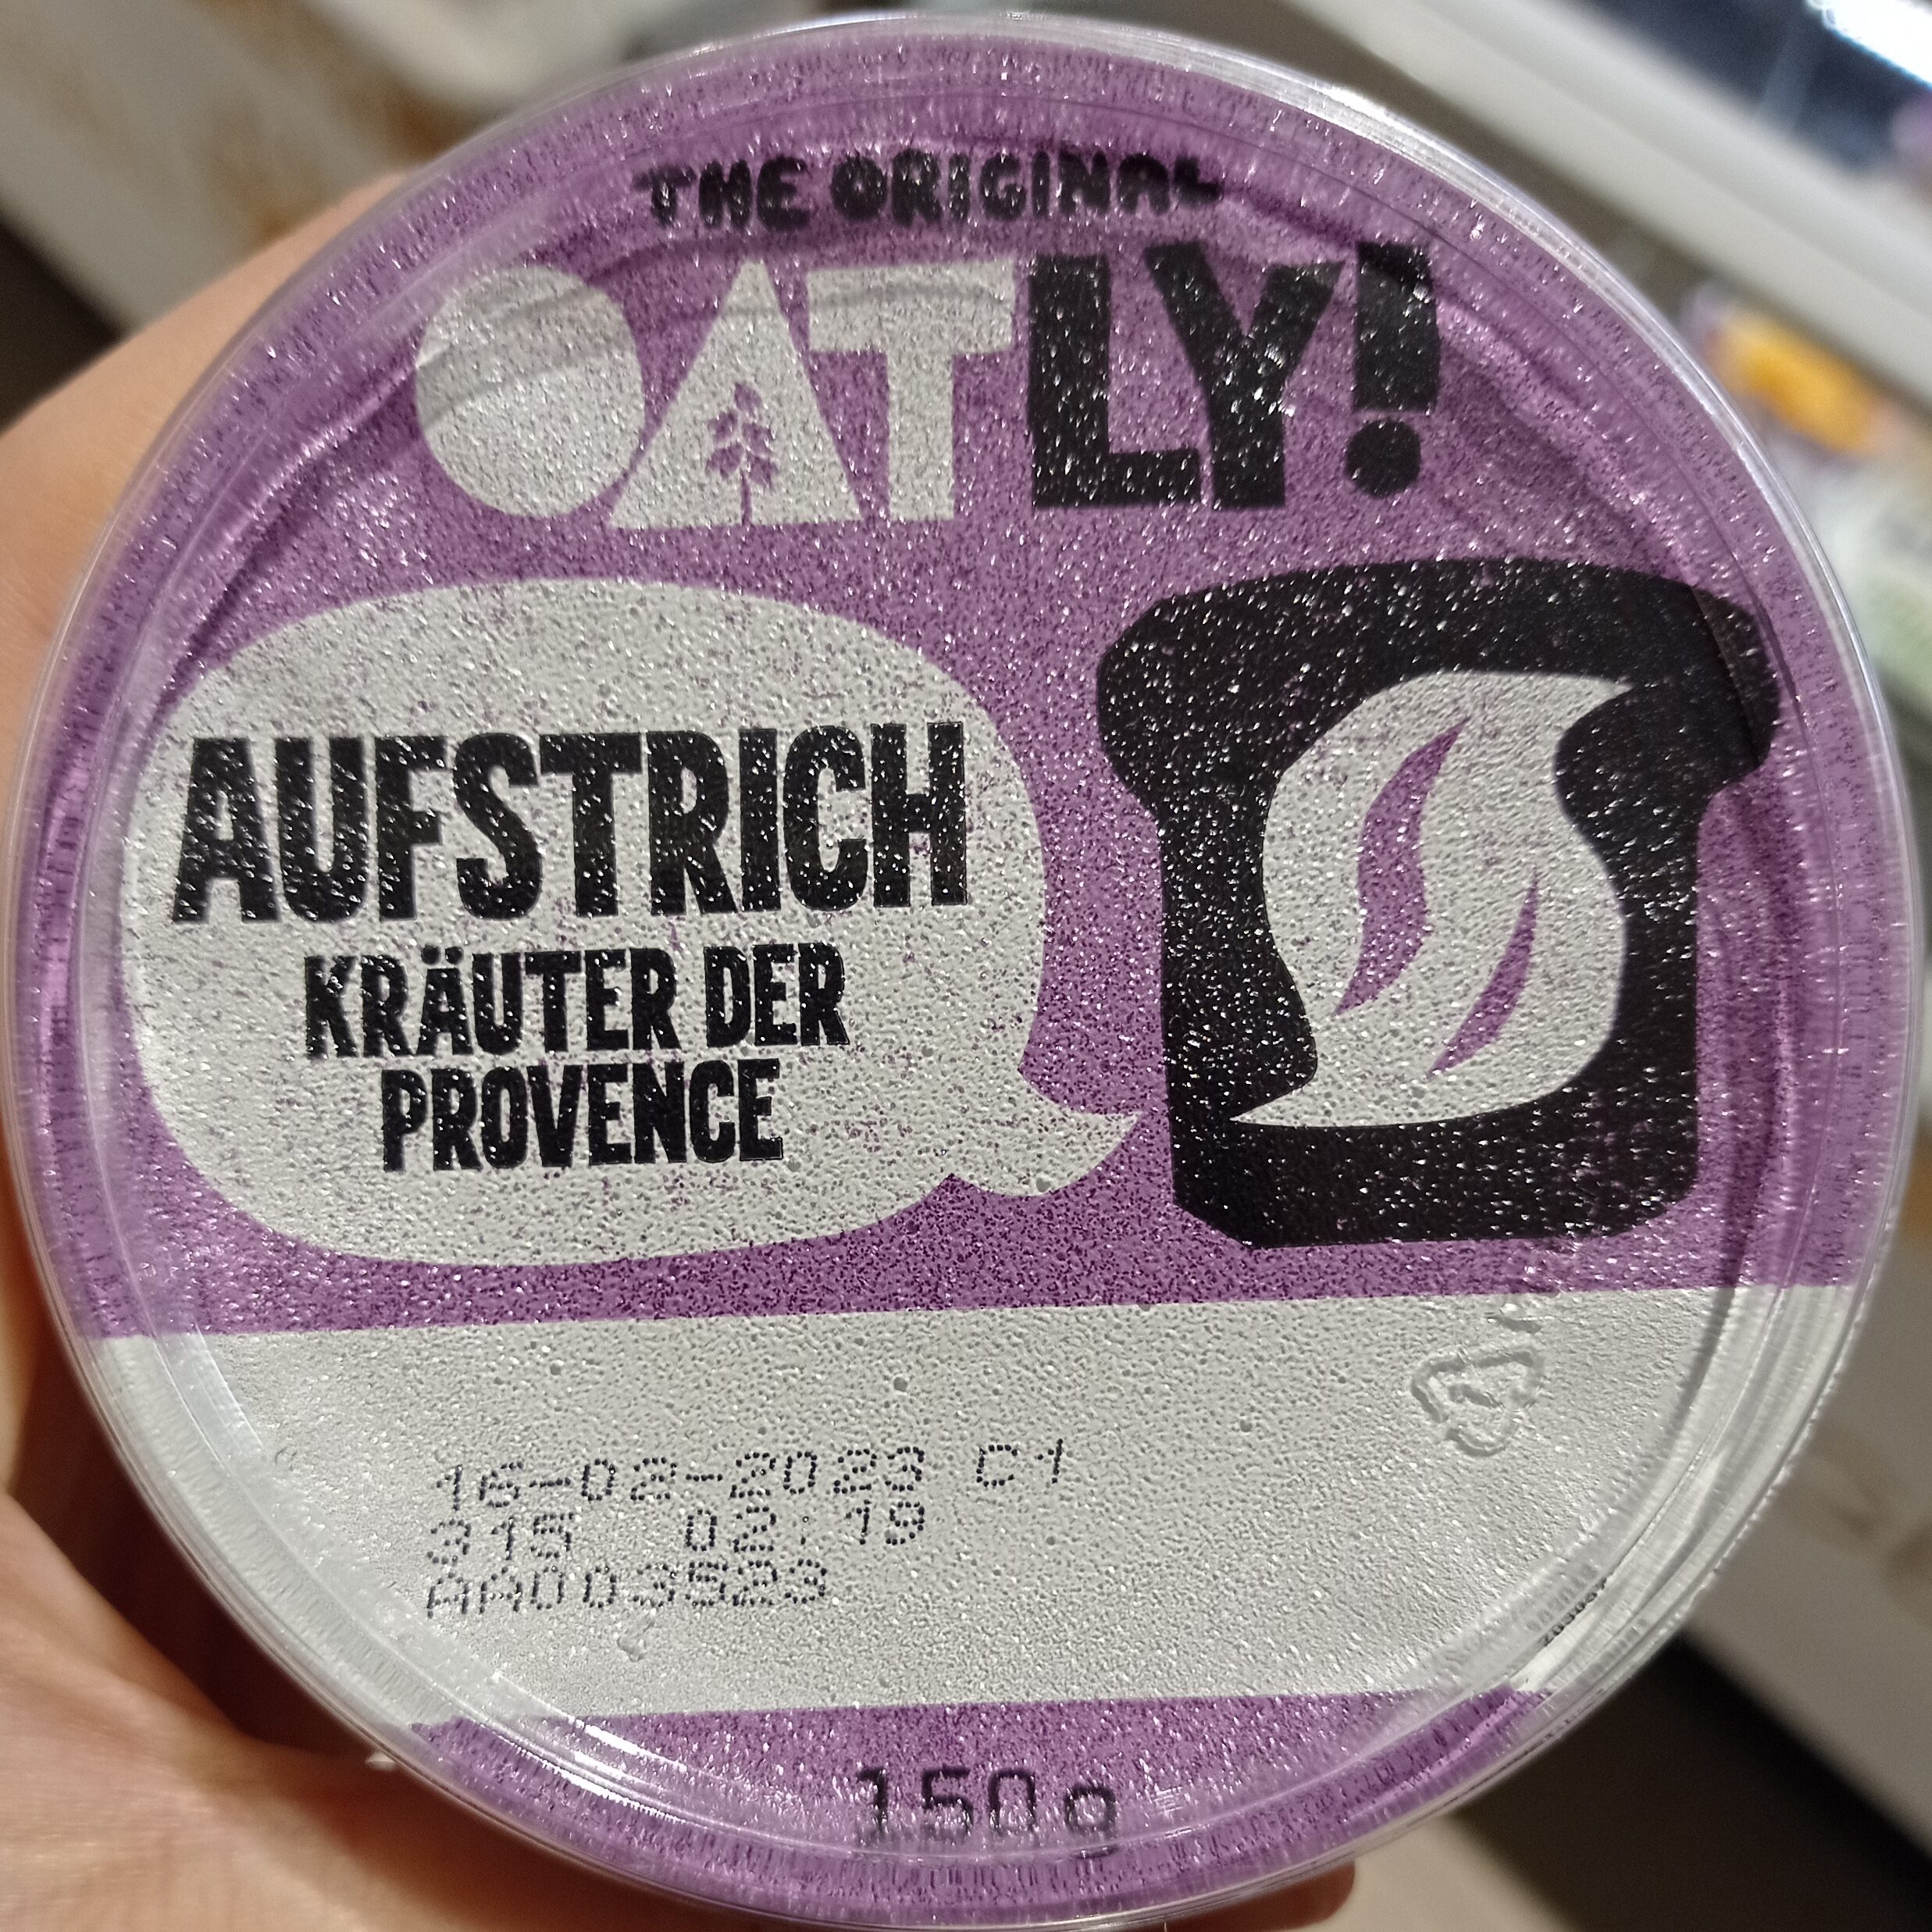 THE ORIGINAL
OATLY!
AUFSTRICH
KRÄUTER DER
PROVENCE
16-02-2023 C1
315 02:19
AA003523
150g